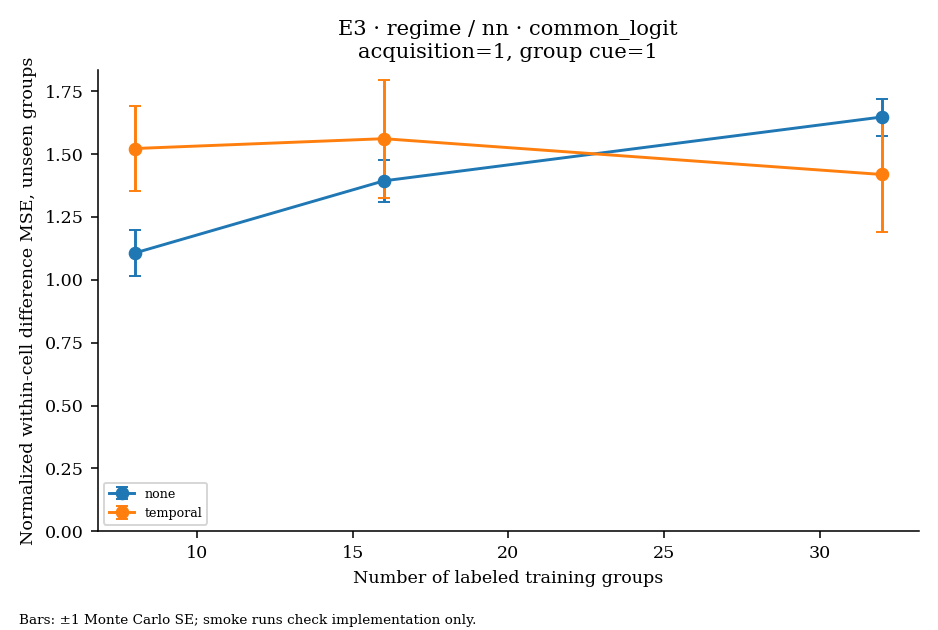 E3 · regime / nn · common_logit
acquisition=1, group cue=1
Normalized within-cell difference MSE, unseen groups
1.75
1.50
1.25
1.00
0.75
0.50
0.25
0.00
none
temporal
10
15
20
25
30
Number of labeled training groups
Bars: ±1 Monte Carlo SE; smoke runs check implementation only.